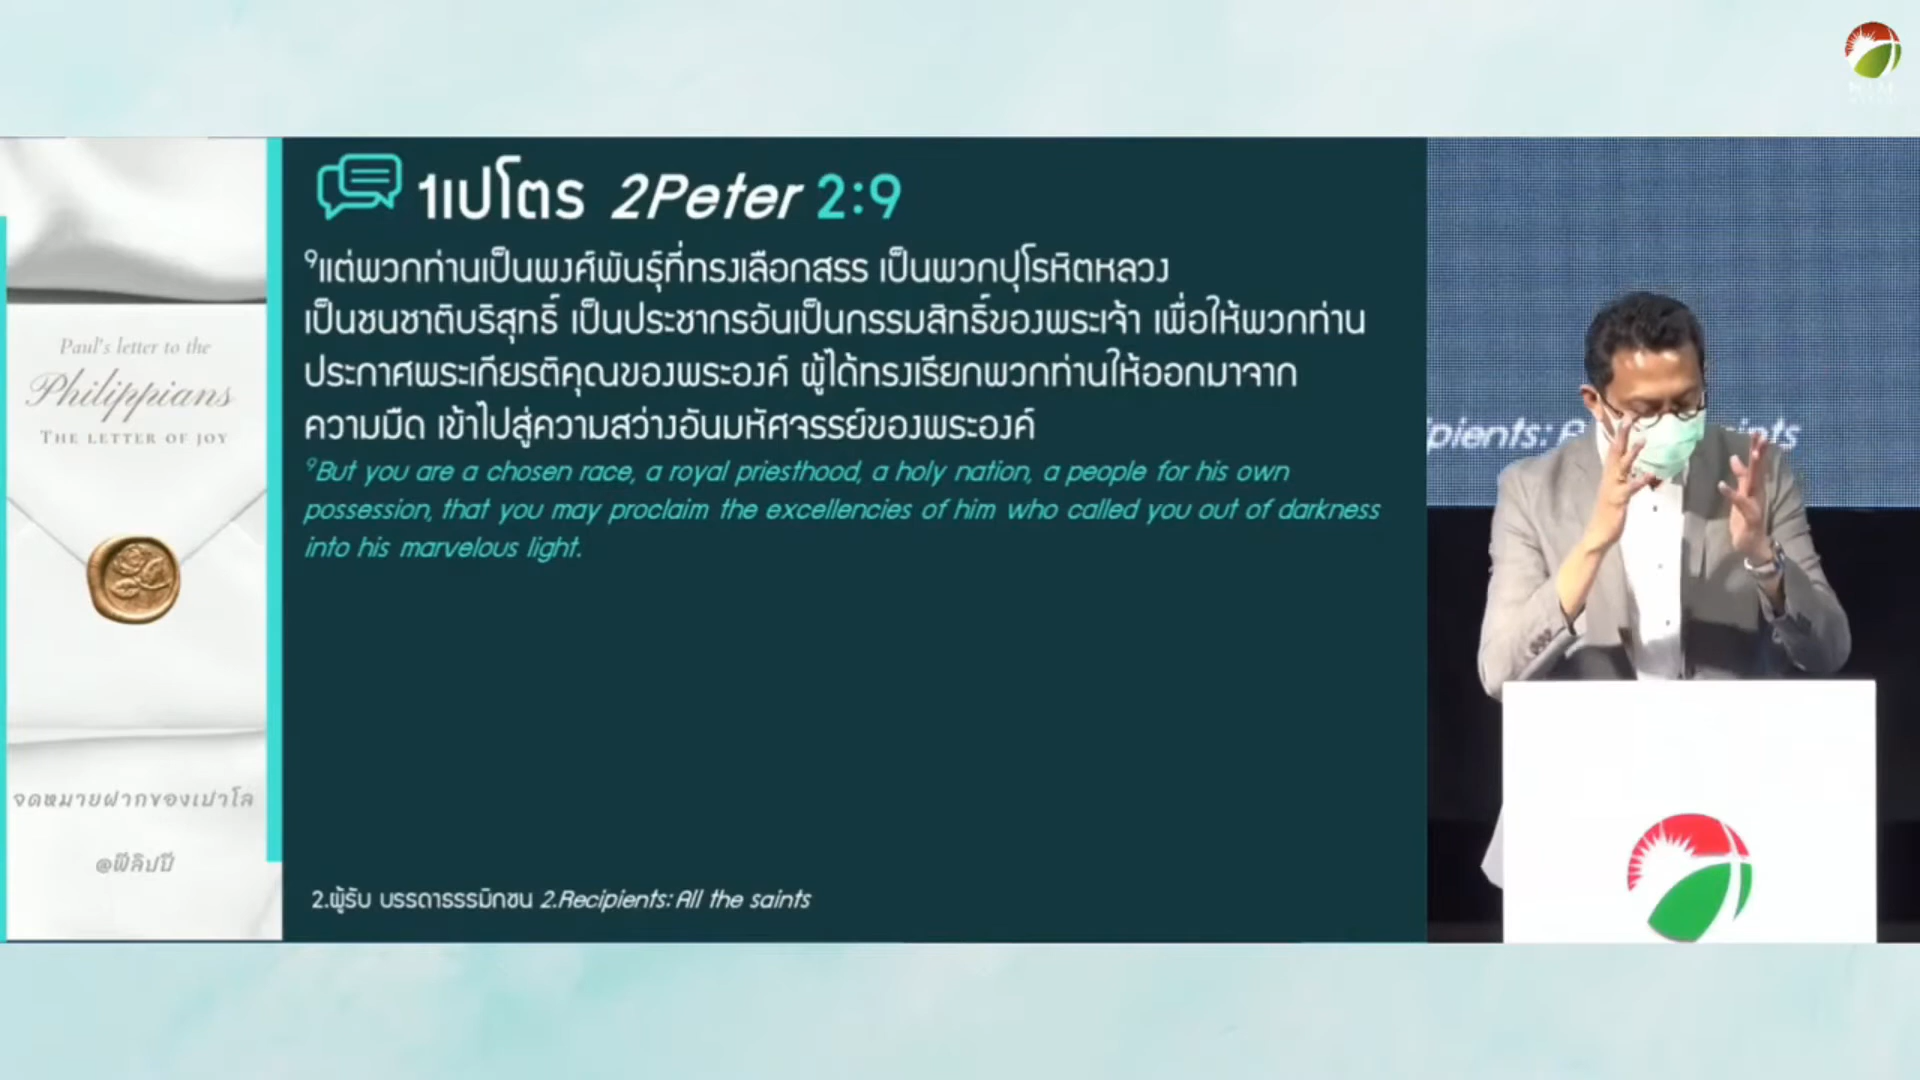 1เปโตร 2Peter 2:9
⁹แต่พวกท่านเป็นพงศ์พันธุ์ที่ทรงเลือกสรร เป็นพวกปุโรหิตหลวง
เป็นชนชาติบริสุทธิ์ เป็นประชากรอันเป็นกรรมสิทธิ์ของพระเจ้า เพื่อให้พวกท่าน
ประกาศพระเกียรติคุณของพระองค์ ผู้ได้ทรงเรียกพวกท่านให้ออกมาจาก
ความมืด เข้าไปสู่ความสว่างอันมหัศจรรย์ของพระองค์
⁹But you are a chosen race, a royal priesthood, a holy nation, a people for his own
possession, that you may proclaim the excellencies of him who called you out of darkness
into his marvelous light.
2.ผู้รับ บรรดาธรรมิกชน 2.Recipients: All the saints
Paul's letter to the
Philippians
THE LETTER OF JOY
จดหมายฝากของเปาโล
@ฟีลิปปี